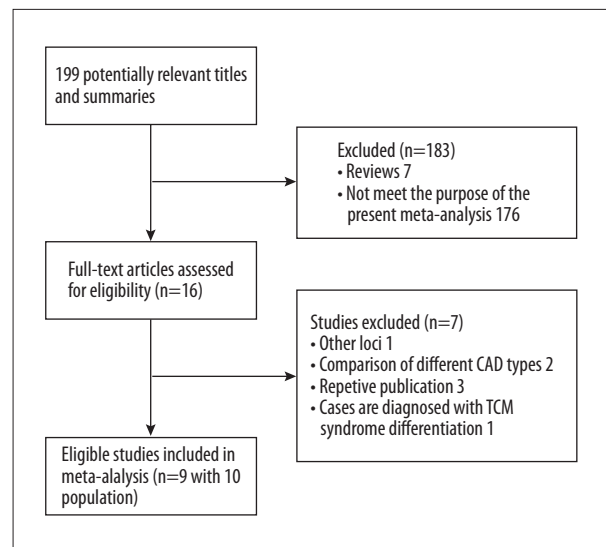 199 potentially relevant titles
and summaries
Excluded (n=183)
• Reviews 7
• Not meet the purpose of the
present meta-analysis 176
Full-text articles assessed
for eligibility (n=16)
Studies excluded (n=7)
• Other loci 1
• Comparison of different CAD types 2
• Repetive publication 3
• Cases are diagnosed with TCM
syndrome differentiation 1
Eligible studies included in
meta-alalysis (n=9 with 10
population)